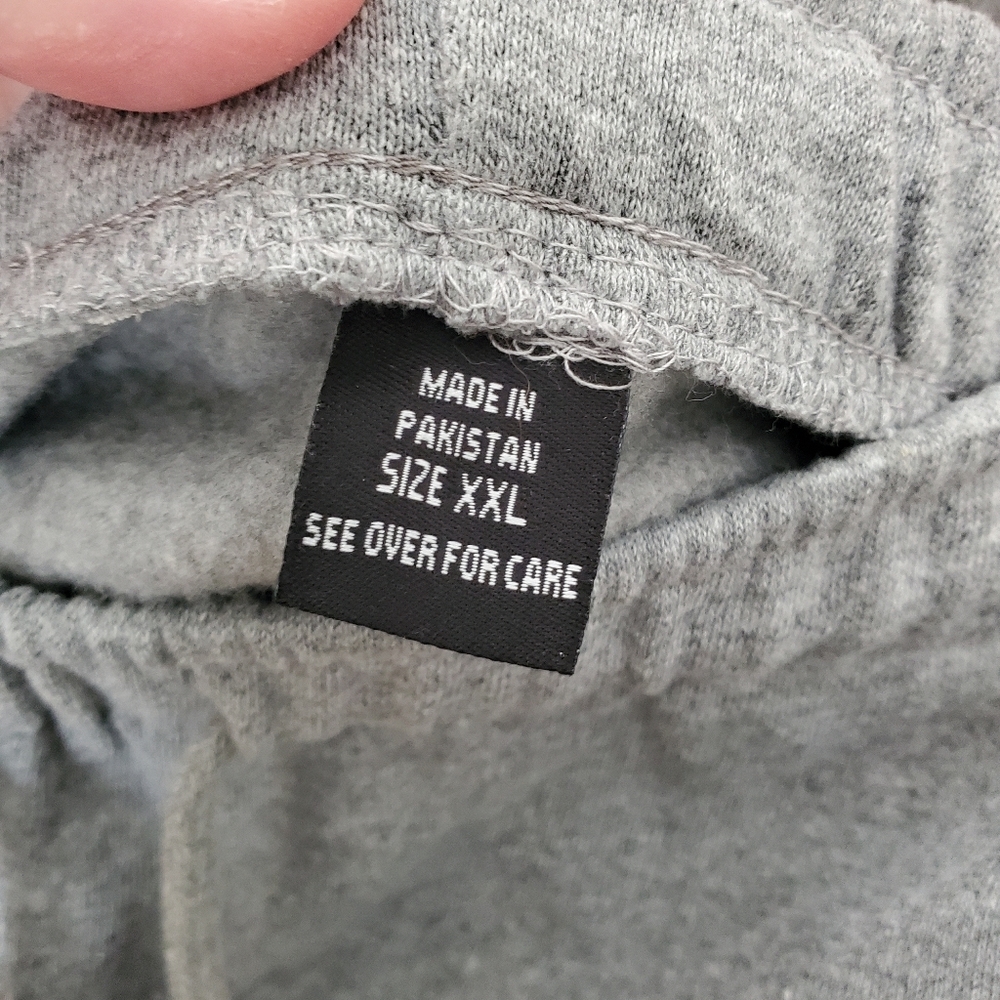 MADE IN
PAKISTAN
SIZE XXL
SEE OVER FOR CARE